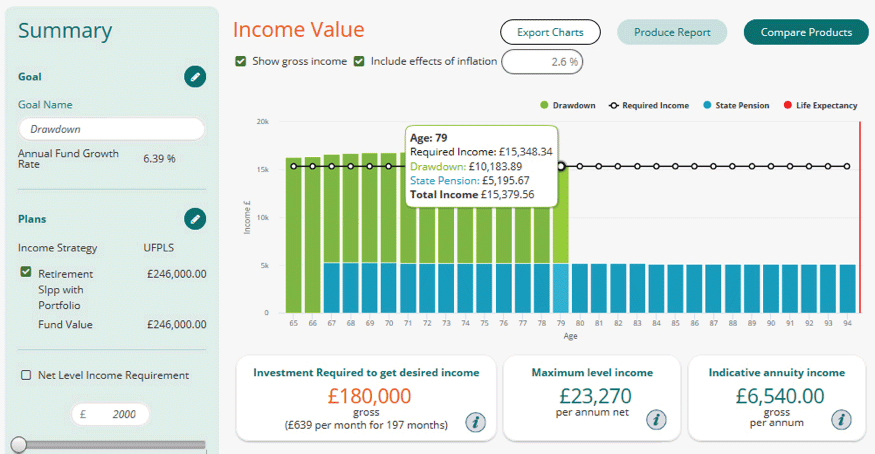 Summary
Goal
Goal Name
Drawdown
Annual Fund Growth
Rate
6.39 %
Plans
Income Strategy UFPLS
Retirement £246,000.00
Sipp with
Portfolio
Fund Value £246,000.00
Net Level Income Requirement
£ 2000
Income Value
Export Charts
Produce Report
Compare Products
Show gross income Include effects of inflation 2.6 %
Drawdown Required Income State Pension Life Expectancy
Age: 79
Required Income: £15,348.34
Drawdown: £10,183.89
State Pension: £5,195.67
Total Income £15,379.56
Income £
20k
15k
10k
5k
0
65 66 67 68 69 70 71 72 73 74 75 76 77 78 79 80 81 82 83 84 85 86 87 88 89 90 91 92 93 94
Age
Investment Required to get desired income
£180,000
gross
(£639 per month for 197 months)
i
Maximum level income
£23,270
per annum net
i
Indicative annuity income
£6,540.00
gross
per annum
i